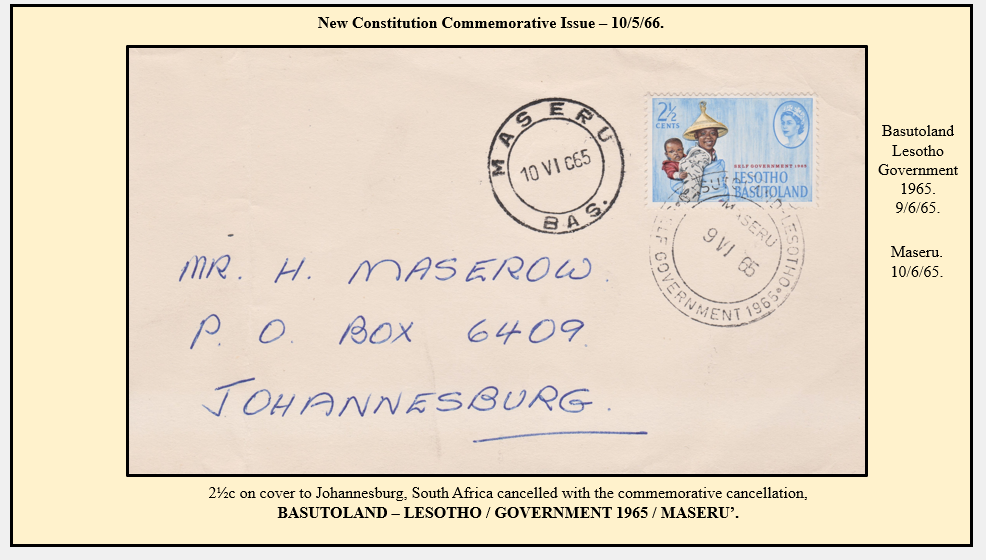 New Constitution Commemorative Issue – 10/5/66.
MASERU
10 VI C65
BAS.
2½
CENTS
SELF GOVERNMENT 1965
LESOTHO
BASUTOLAND
LESOTHO
SELF GOVERNMENT 1965
MASERU
9 VI 65
MR. H. MASEROW.
P. O. BOX 6409.
JOHANNESBURG.
Basutoland
Lesotho
Government
1965.
9/6/65.
Maseru.
10/6/65.
2½c on cover to Johannesburg, South Africa cancelled with the commemorative cancellation,
BASUTOLAND – LESOTHO / GOVERNMENT 1965 / MASERU’.